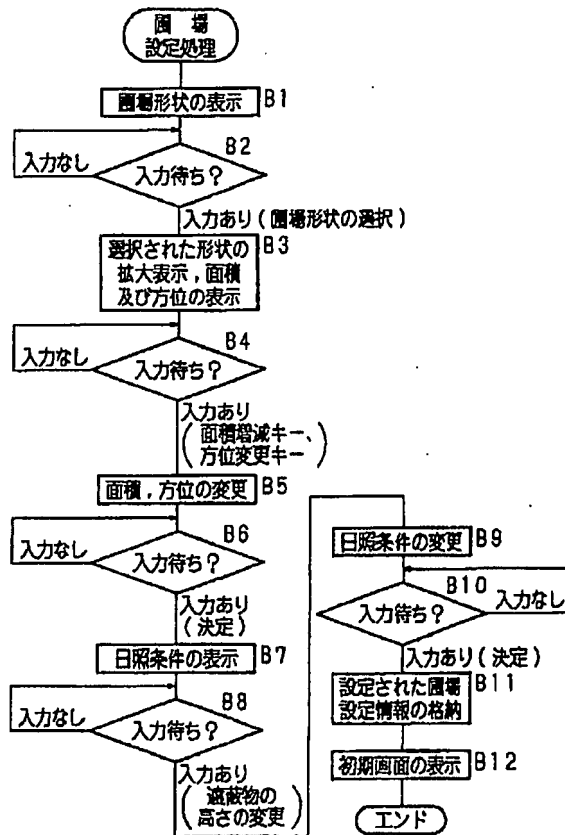 圃場
設定処理
圃場形状の表示 B1
B2
入力なし
入力待ち？
入力あり(圃場形状の選択)
選択された形状の B3
拡大表示，面積
及び方位の表示
B4
入力なし
入力待ち？
入力あり
(面積増減キー、
方位変更キー)
面積，方位の変更 B5
B6
入力なし
入力待ち？
入力あり
(決定)
日照条件の表示 B7
B8
入力なし
入力待ち？
入力あり
(遮蔽物の
高さの変更)
日照条件の変更 B9
B10
入力待ち？
入力なし
入力あり(決定)
設定された圃場 B11
設定情報の格納
初期画面の表示 B12
エンド